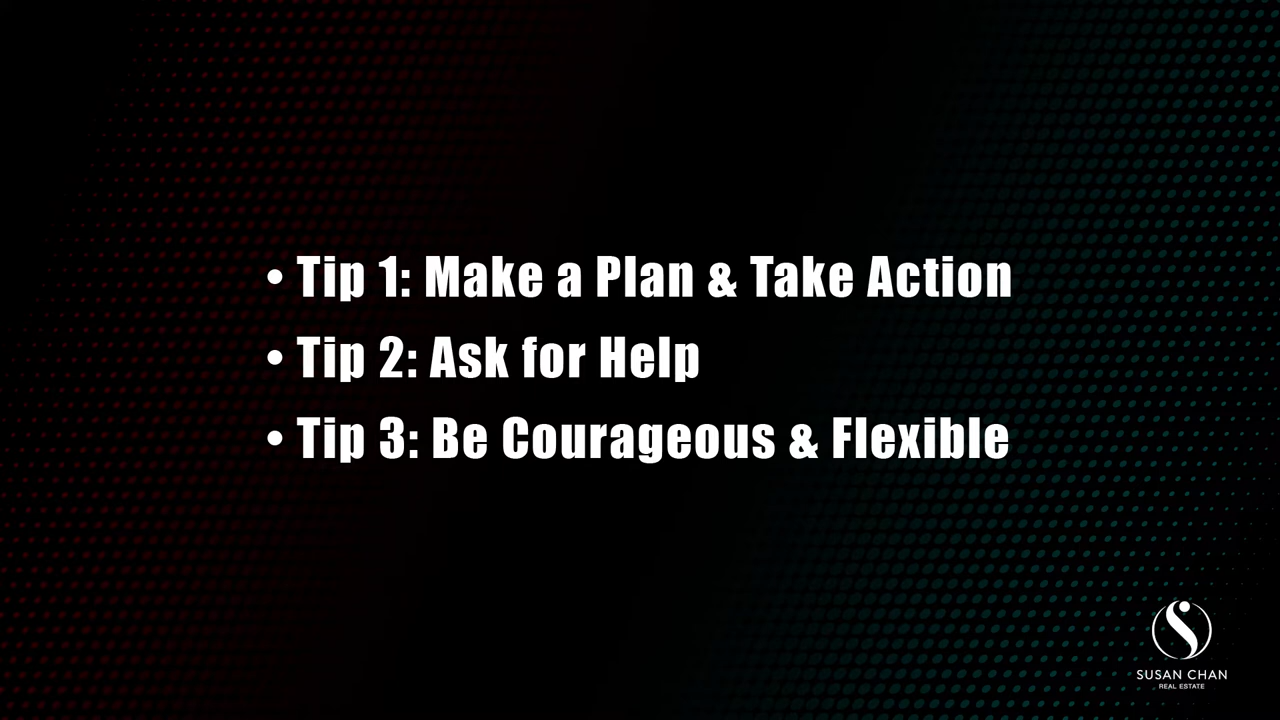 • Tip 1: Make a Plan & Take Action
• Tip 2: Ask for Help
• Tip 3: Be Courageous & Flexible
SUSAN CHAN
REAL ESTATE